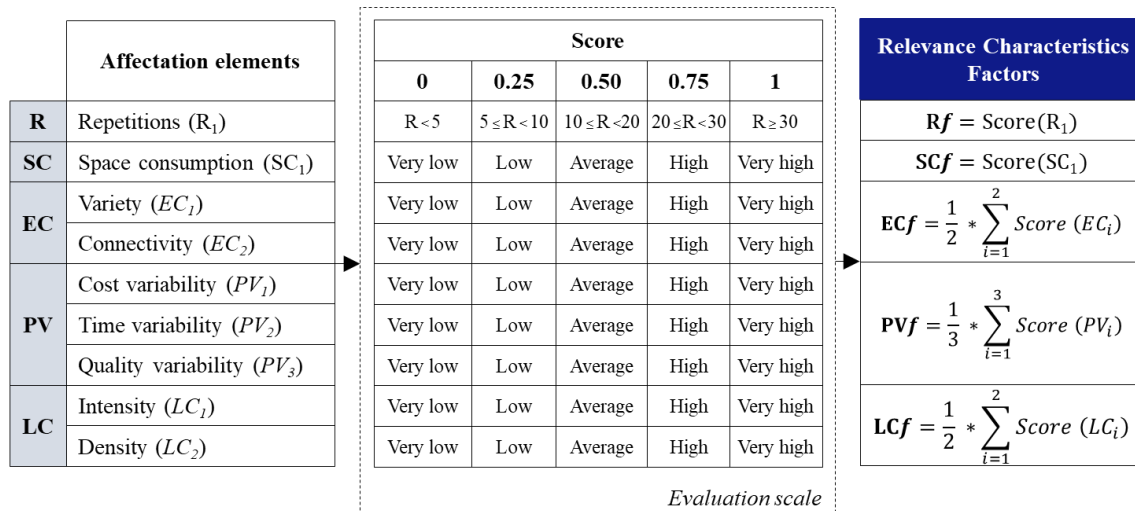 Affectation elements
Score
Relevance Characteristics
Factors
0 0.25 0.50 0.75 1
R Repetitions (R₁) R < 5 5 ≤ R < 10 10 ≤ R < 20 20 ≤ R < 30 R ≥ 30 Rf = Score(R₁)
SC Space consumption (SC₁) Very low Low Average High Very high SCf = Score(SC₁)
EC Variety (EC₁) Very low Low Average High Very high
Connectivity (EC₂) Very low Low Average High Very high
ECf = 1/2 * ∑_{i=1}^{2} Score (EC_i)
PV Cost variability (PV₁) Very low Low Average High Very high
Time variability (PV₂) Very low Low Average High Very high
Quality variability (PV₃) Very low Low Average High Very high
PVf = 1/3 * ∑_{i=1}^{3} Score (PV_i)
LC Intensity (LC₁) Very low Low Average High Very high
Density (LC₂) Very low Low Average High Very high
LCf = 1/2 * ∑_{i=1}^{2} Score (LC_i)
Evaluation scale